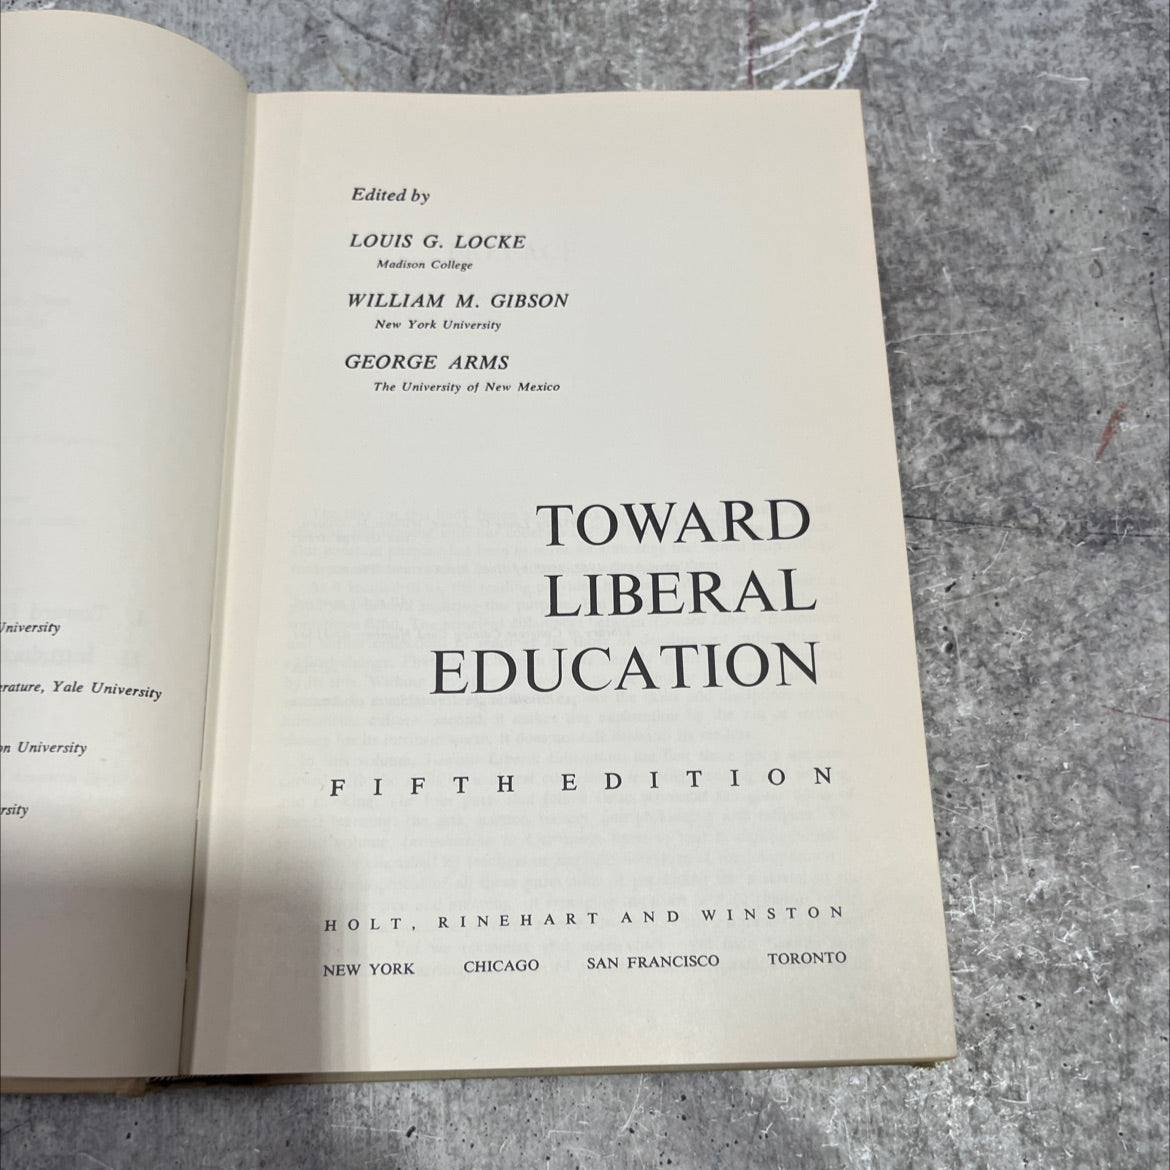 University
erature, Yale University
on University
rsity
Edited by
LOUIS G. LOCKE
Madison College
WILLIAM M. GIBSON
New York University
GEORGE ARMS
The University of New Mexico
TOWARD
LIBERAL
EDUCATION
FIFTH EDITION
HOLT, RINEHART AND WINSTON
NEW YORK CHICAGO SAN FRANCISCO TORONTO